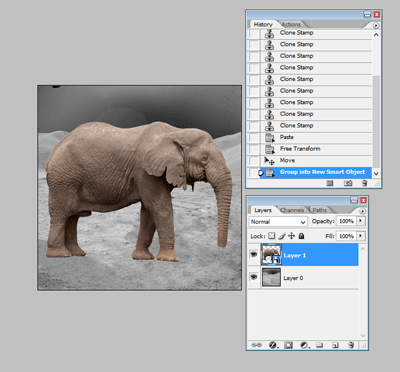 History Actions
Clone Stamp
Clone Stamp
Clone Stamp
Clone Stamp
Clone Stamp
Clone Stamp
Clone Stamp
Clone Stamp
Clone Stamp
Paste
Free Transform
Move
Group into New Smart Object
Layers Channels Paths
Normal Opacity: 100%
Lock: Fill: 100%
Layer 1
Layer 0